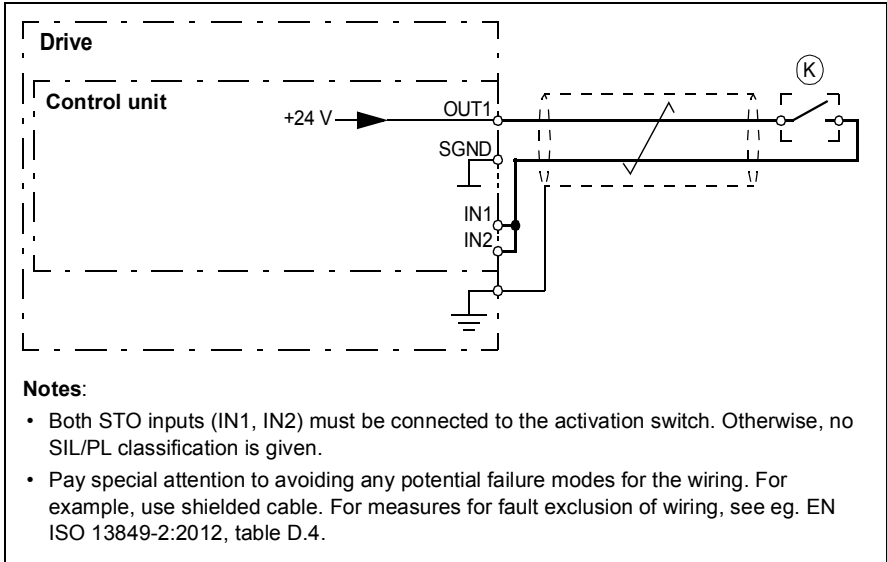 Drive
K
Control unit
+24 V
OUT1
SGND
IN1
IN2
Notes:
• Both STO inputs (IN1, IN2) must be connected to the activation switch. Otherwise, no
SIL/PL classification is given.
• Pay special attention to avoiding any potential failure modes for the wiring. For
example, use shielded cable. For measures for fault exclusion of wiring, see eg. EN
ISO 13849-2:2012, table D.4.